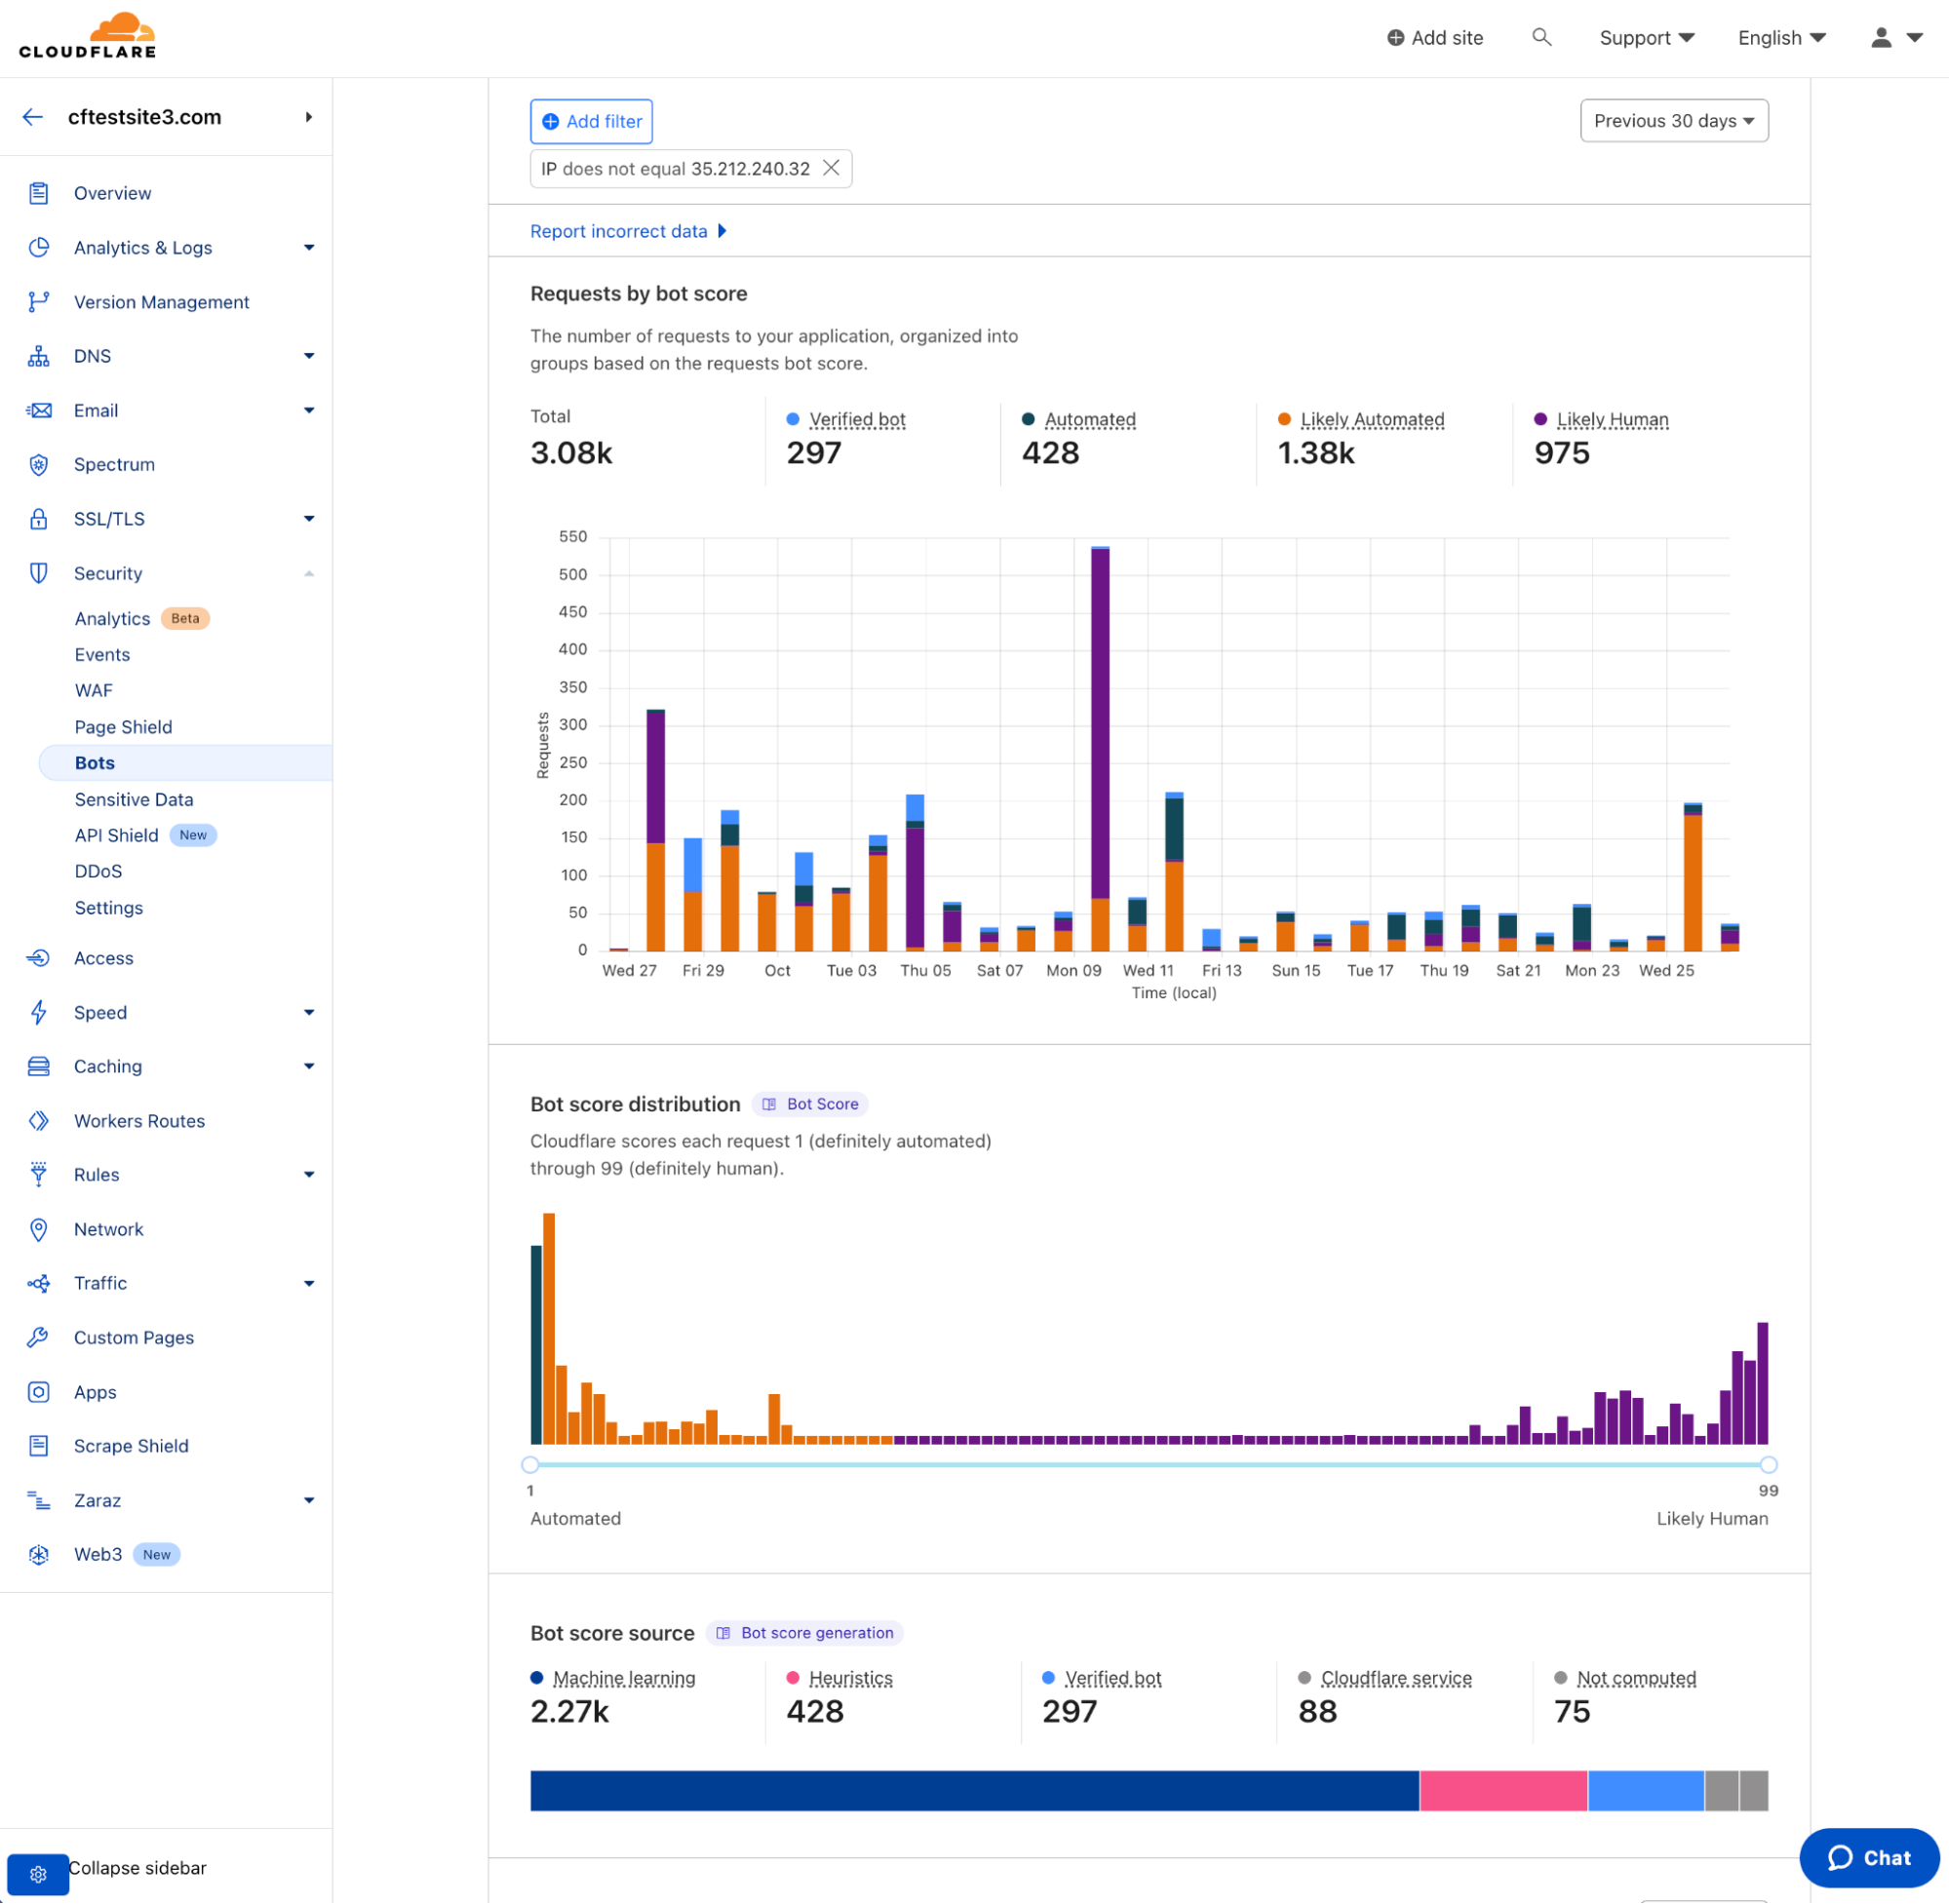 CLOUDFLARE
Add site
Support
English
cftestsite3.com
Overview
Analytics & Logs
Version Management
DNS
Email
Spectrum
SSL/TLS
Security
Analytics Beta
Events
WAF
Page Shield
Bots
Sensitive Data
API Shield New
DDoS
Settings
Access
Speed
Caching
Workers Routes
Rules
Network
Traffic
Custom Pages
Apps
Scrape Shield
Zaraz
Web3 New
Collapse sidebar
Add filter
Previous 30 days
IP does not equal 35.212.240.32
Report incorrect data
Requests by bot score
The number of requests to your application, organized into
groups based on the requests bot score.
Total
3.08k
Verified bot
297
Automated
428
Likely Automated
1.38k
Likely Human
975
Requests
550
500
450
400
350
300
250
200
150
100
50
0
Wed 27 Fri 29 Oct Tue 03 Thu 05 Sat 07 Mon 09 Wed 11 Fri 13 Sun 15 Tue 17 Thu 19 Sat 21 Mon 23 Wed 25
Time (local)
Bot score distribution Bot Score
Cloudflare scores each request 1 (definitely automated)
through 99 (definitely human).
1 99
Automated Likely Human
Bot score source Bot score generation
Machine learning
2.27k
Heuristics
428
Verified bot
297
Cloudflare service
88
Not computed
75
Chat